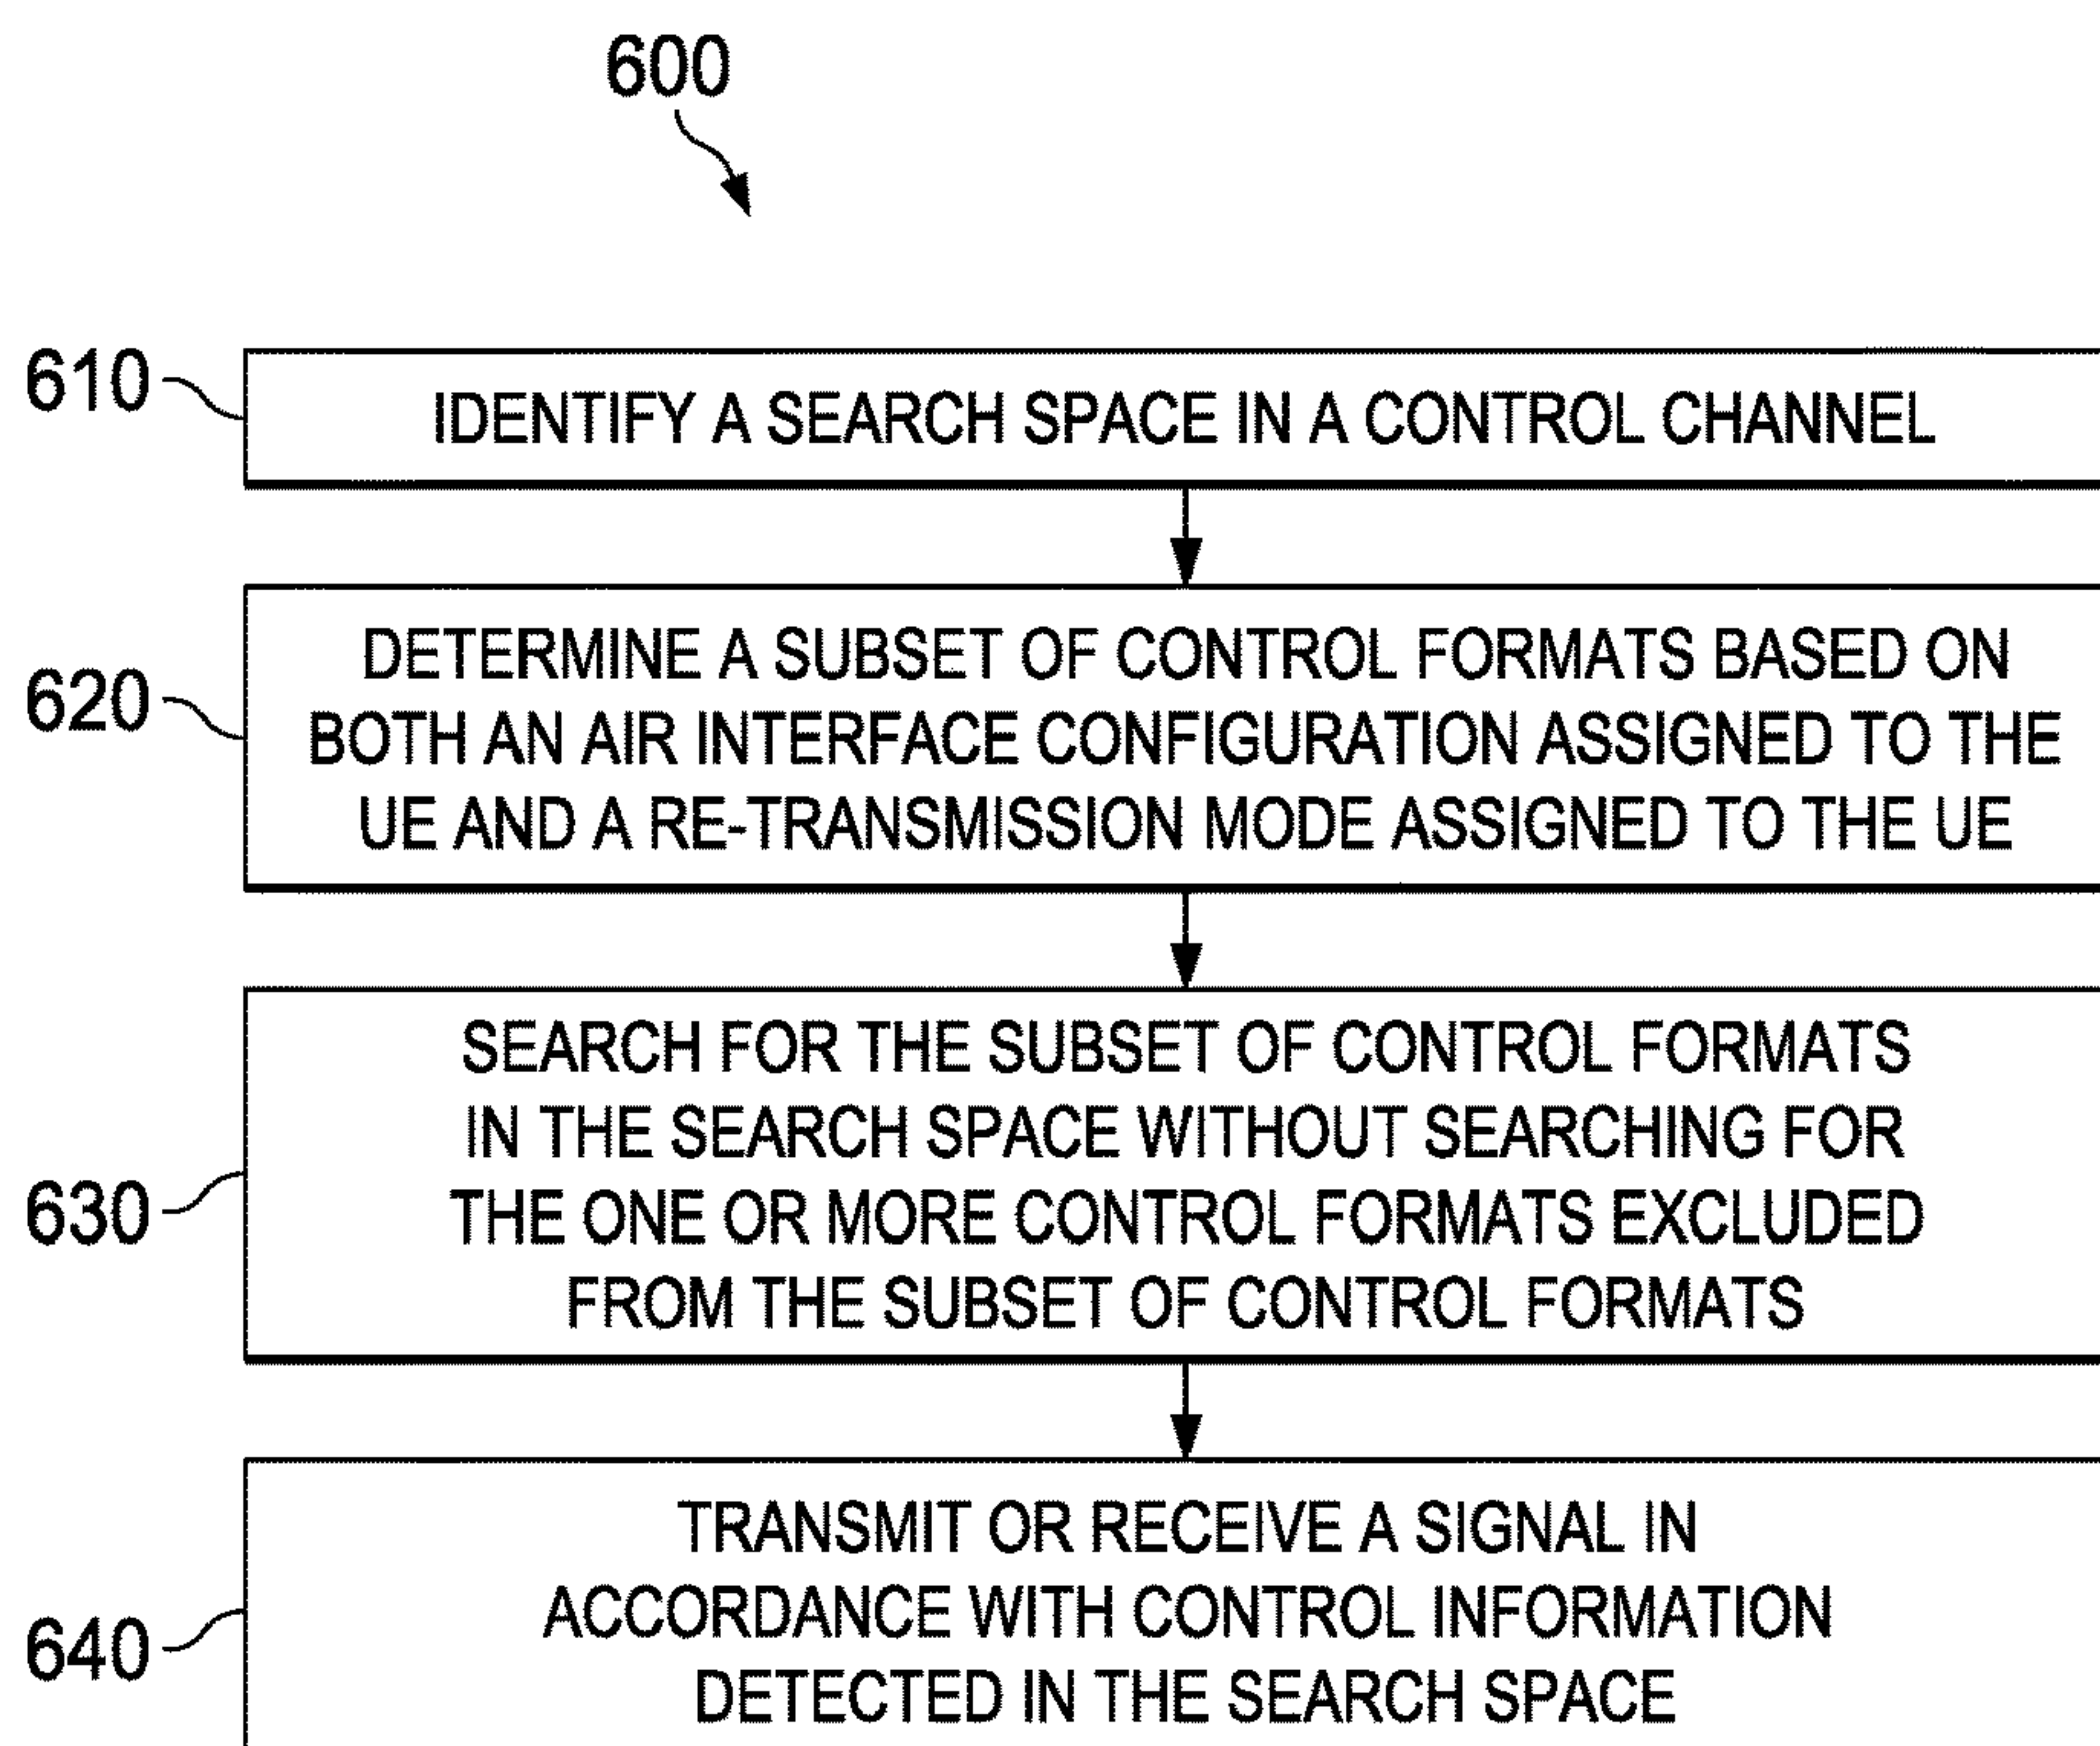 600
610
IDENTIFY A SEARCH SPACE IN A CONTROL CHANNEL
620
DETERMINE A SUBSET OF CONTROL FORMATS BASED ON
BOTH AN AIR INTERFACE CONFIGURATION ASSIGNED TO THE
UE AND A RE-TRANSMISSION MODE ASSIGNED TO THE UE
630
SEARCH FOR THE SUBSET OF CONTROL FORMATS
IN THE SEARCH SPACE WITHOUT SEARCHING FOR
THE ONE OR MORE CONTROL FORMATS EXCLUDED
FROM THE SUBSET OF CONTROL FORMATS
640
TRANSMIT OR RECEIVE A SIGNAL IN
ACCORDANCE WITH CONTROL INFORMATION
DETECTED IN THE SEARCH SPACE